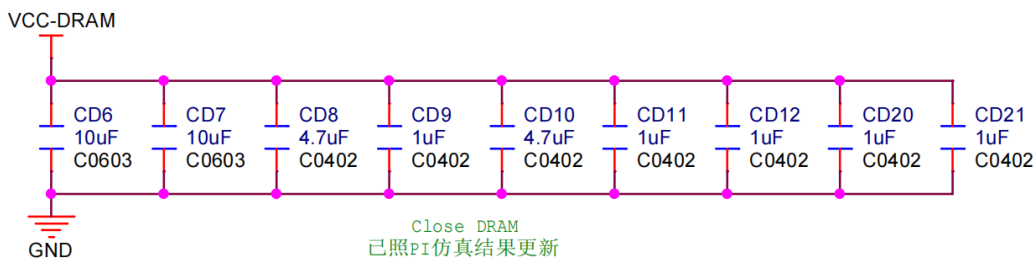 VCC-DRAM
CD6
10uF
C0603
CD7
10uF
C0603
CD8
4.7uF
C0402
CD9
1uF
C0402
CD10
4.7uF
C0402
CD11
1uF
C0402
CD12
1uF
C0402
CD20
1uF
C0402
CD21
1uF
C0402
GND
Close DRAM
已照PI仿真结果更新